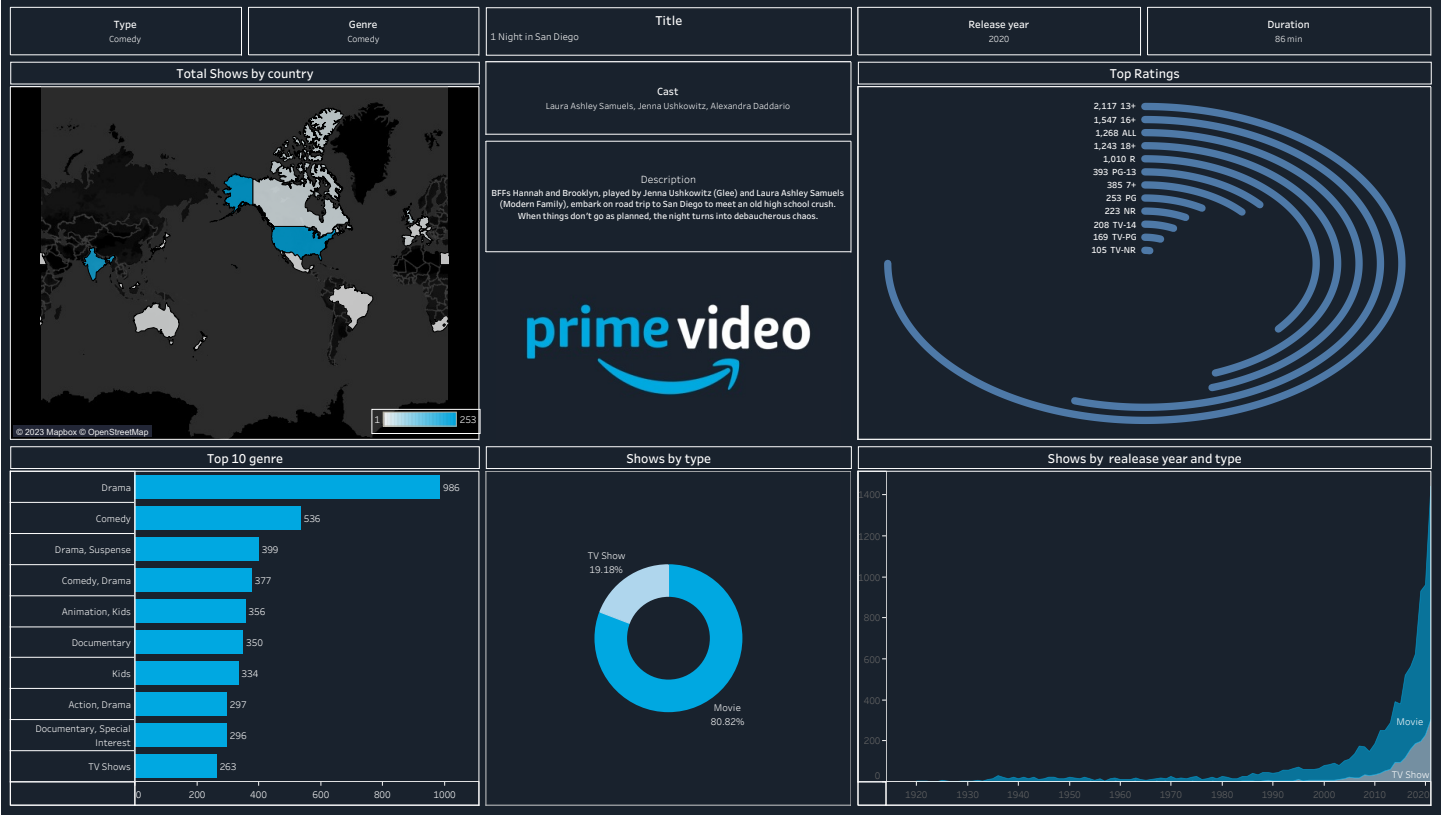 Type
Comedy
Genre
Comedy
Title
1 Night in San Diego
Release year
2020
Duration
86 min
Total Shows by country
© 2023 Mapbox © OpenStreetMap
1
253
Cast
Laura Ashley Samuels, Jenna Ushkowitz, Alexandra Daddario
Description
BFFs Hannah and Brooklyn, played by Jenna Ushkowitz (Glee) and Laura Ashley Samuels
(Modern Family), embark on road trip to San Diego to meet an old high school crush.
When things don't go as planned, the night turns into debaucherous chaos.
prime video
Top Ratings
2,117 13+
1,547 16+
1,268 ALL
1,243 18+
1,010 R
393 PG-13
385 7+
253 PG
223 NR
208 TV-14
169 TV-PG
105 TV-NR
Top 10 genre
Drama 986
Comedy 536
Drama, Suspense 399
Comedy, Drama 377
Animation, Kids 356
Documentary 350
Kids 334
Action, Drama 297
Documentary, Special
Interest 296
TV Shows 263
0 200 400 600 800 1000
Shows by type
TV Show
19.18%
Movie
80.82%
Shows by realease year and type
1400
1200
1000
800
600
400
200
0
Movie
TV Show
1920 1930 1940 1950 1960 1970 1980 1990 2000 2010 2020